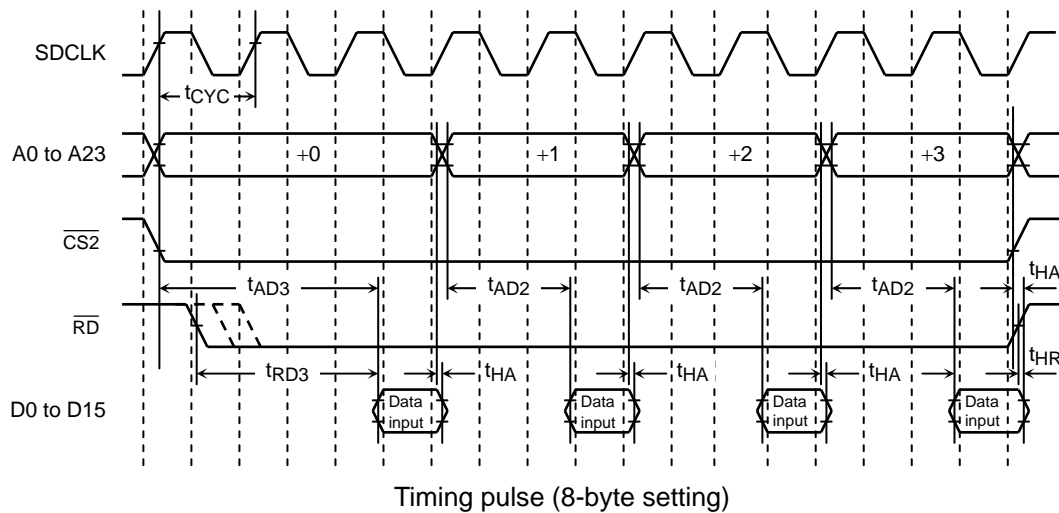 SDCLK
tCYC
A0 to A23
+0
+1
+2
+3
CS2
tAD3
tAD2
tAD2
tAD2
tHA
RD
tRD3
tHA
tHA
tHA
tHR
D0 to D15
Data input
Data input
Data input
Data input
Timing pulse (8-byte setting)